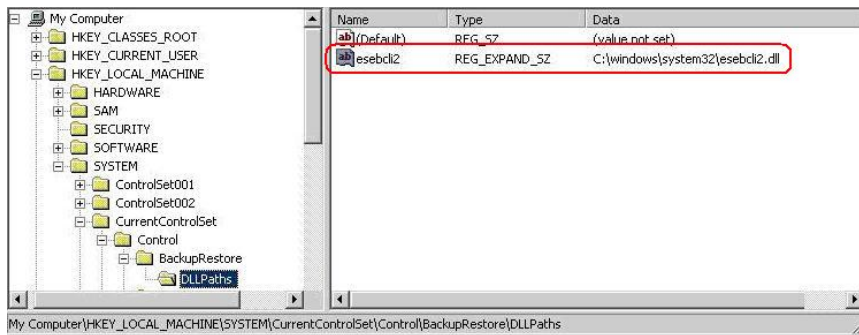 My Computer
HKEY_CLASSES_ROOT
HKEY_CURRENT_USER
HKEY_LOCAL_MACHINE
HARDWARE
SAM
SECURITY
SOFTWARE
SYSTEM
ControlSet001
ControlSet002
CurrentControlSet
Control
BackupRestore
DLLPaths
Name Type Data
ab (Default) REG_SZ (value not set)
ab esebcli2 REG_EXPAND_SZ C:\windows\system32\esebcli2.dll
My Computer\HKEY_LOCAL_MACHINE\SYSTEM\CurrentControlSet\Control\BackupRestore\DLLPaths